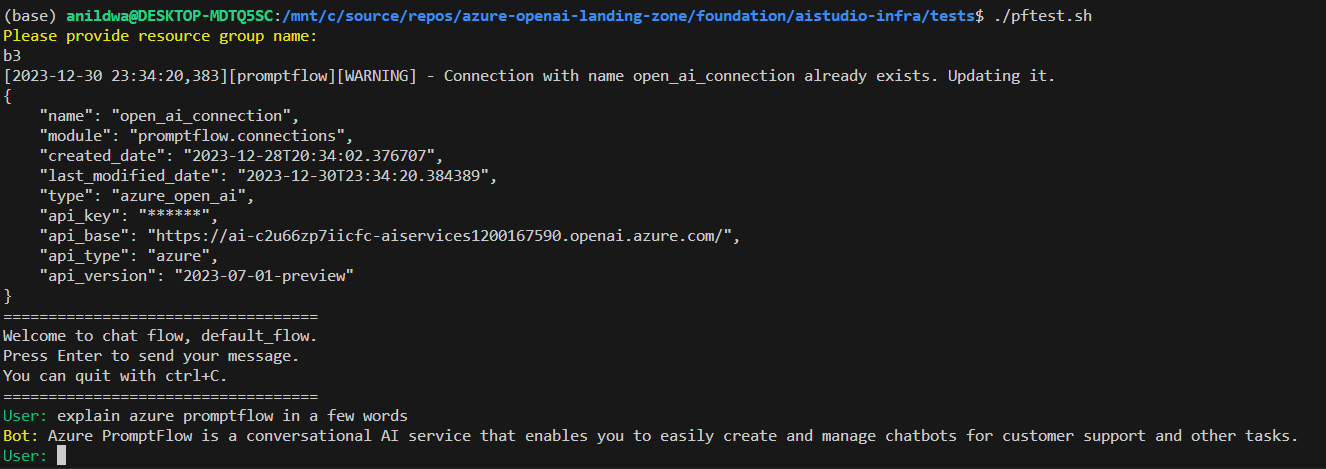 (base) anildwa@DESKTOP-MDTQ5SC:/mnt/c/source/repos/azure-openai-landing-zone/foundation/aistudio-infra/tests$ ./pftest.sh
Please provide resource group name:
b3
[2023-12-30 23:34:20,383][promptflow][WARNING] - Connection with name open_ai_connection already exists. Updating it.
{
    "name": "open_ai_connection",
    "module": "promptflow.connections",
    "created_date": "2023-12-28T20:34:02.376707",
    "last_modified_date": "2023-12-30T23:34:20.384389",
    "type": "azure_open_ai",
    "api_key": "******",
    "api_base": "https://ai-c2u66zp7iicfc-aiservices1200167590.openai.azure.com/",
    "api_type": "azure",
    "api_version": "2023-07-01-preview"
}
===================================
Welcome to chat flow, default_flow.
Press Enter to send your message.
You can quit with ctrl+C.
===================================
User: explain azure promptflow in a few words
Bot: Azure PromptFlow is a conversational AI service that enables you to easily create and manage chatbots for customer support and other tasks.
User: